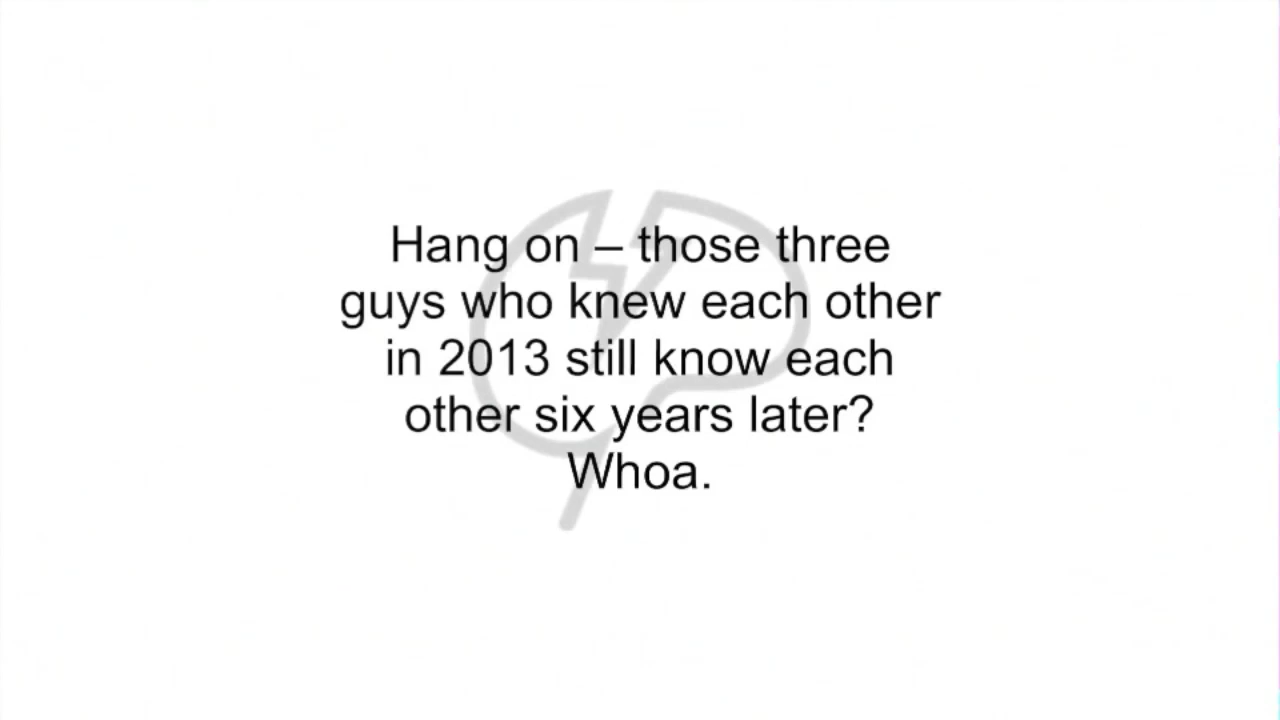 Hang on – those three
guys who knew each other
in 2013 still know each
other six years later?
Whoa.